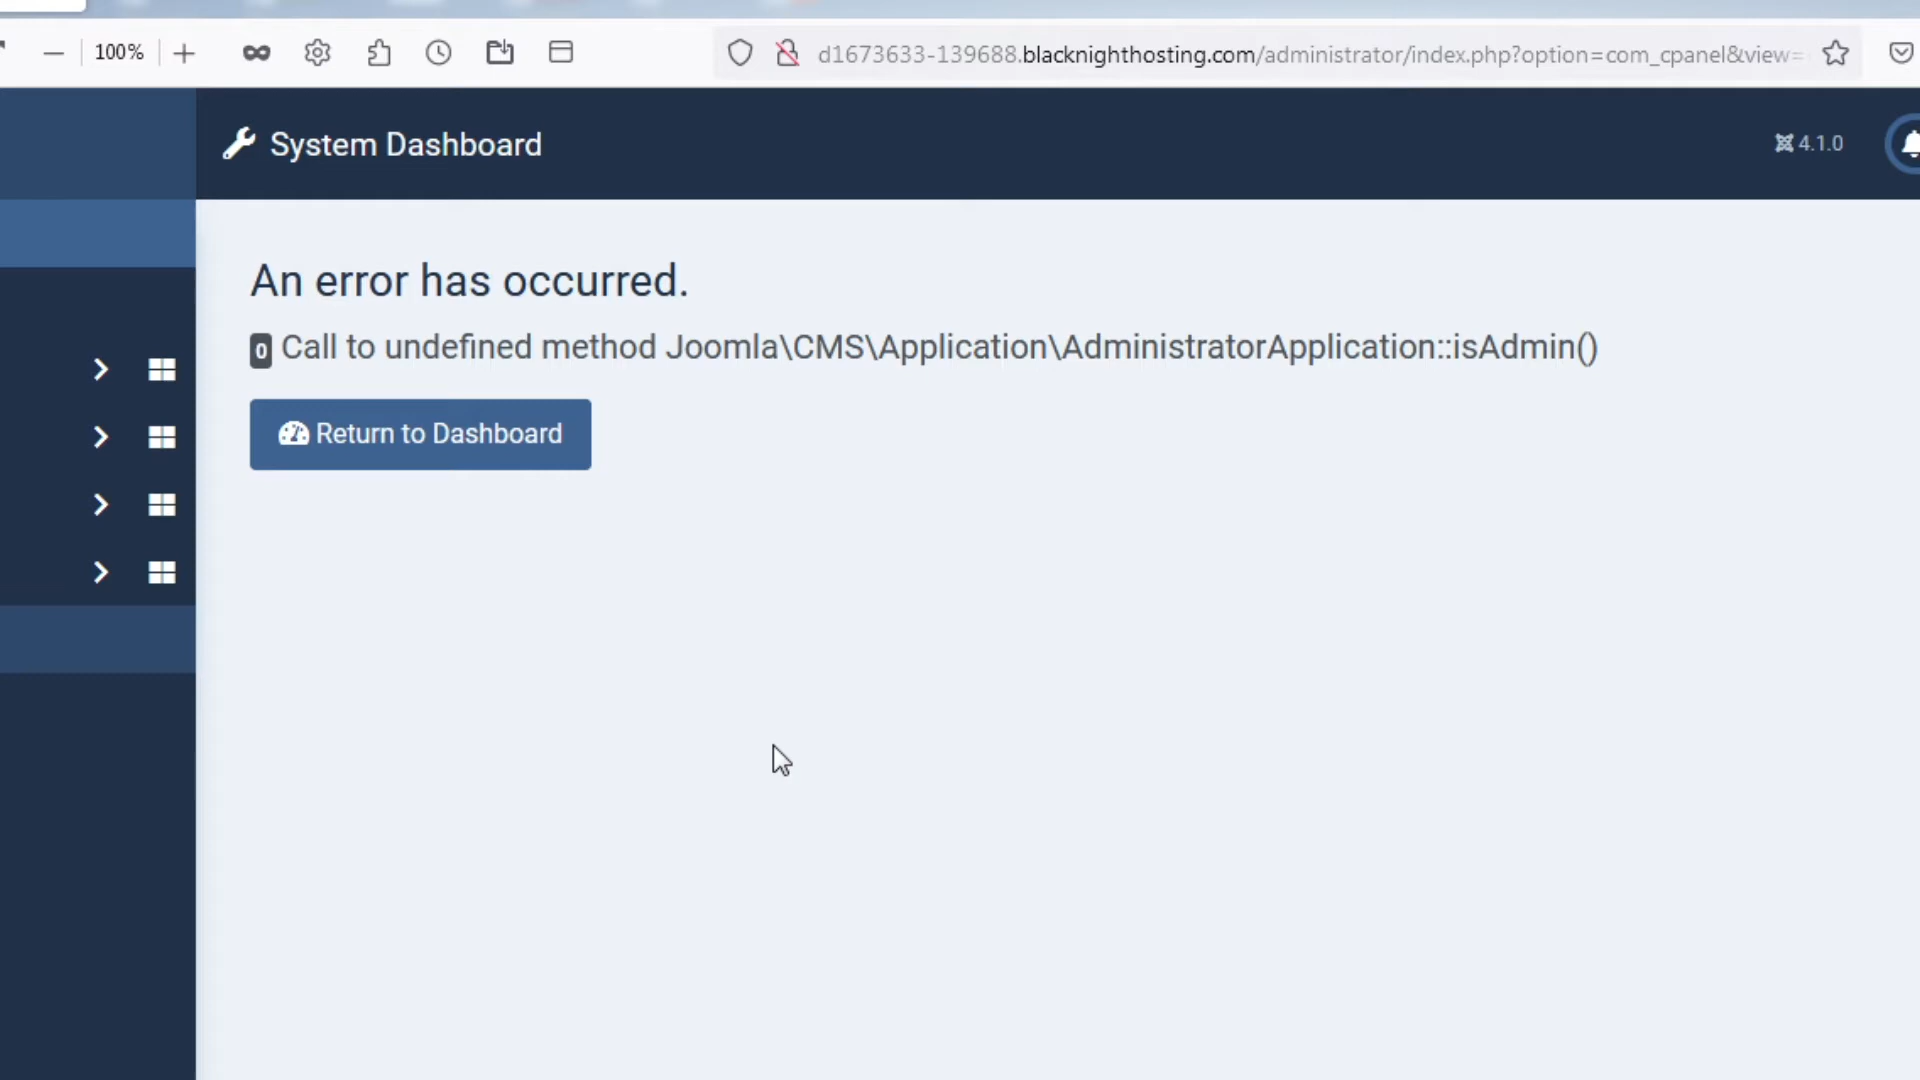 100%
d1673633-139688.blacknighthosting.com/administrator/index.php?option=com_cpanel&view=
System Dashboard
4.1.0
An error has occurred.
0 Call to undefined method Joomla\CMS\Application\AdministratorApplication::isAdmin()
Return to Dashboard